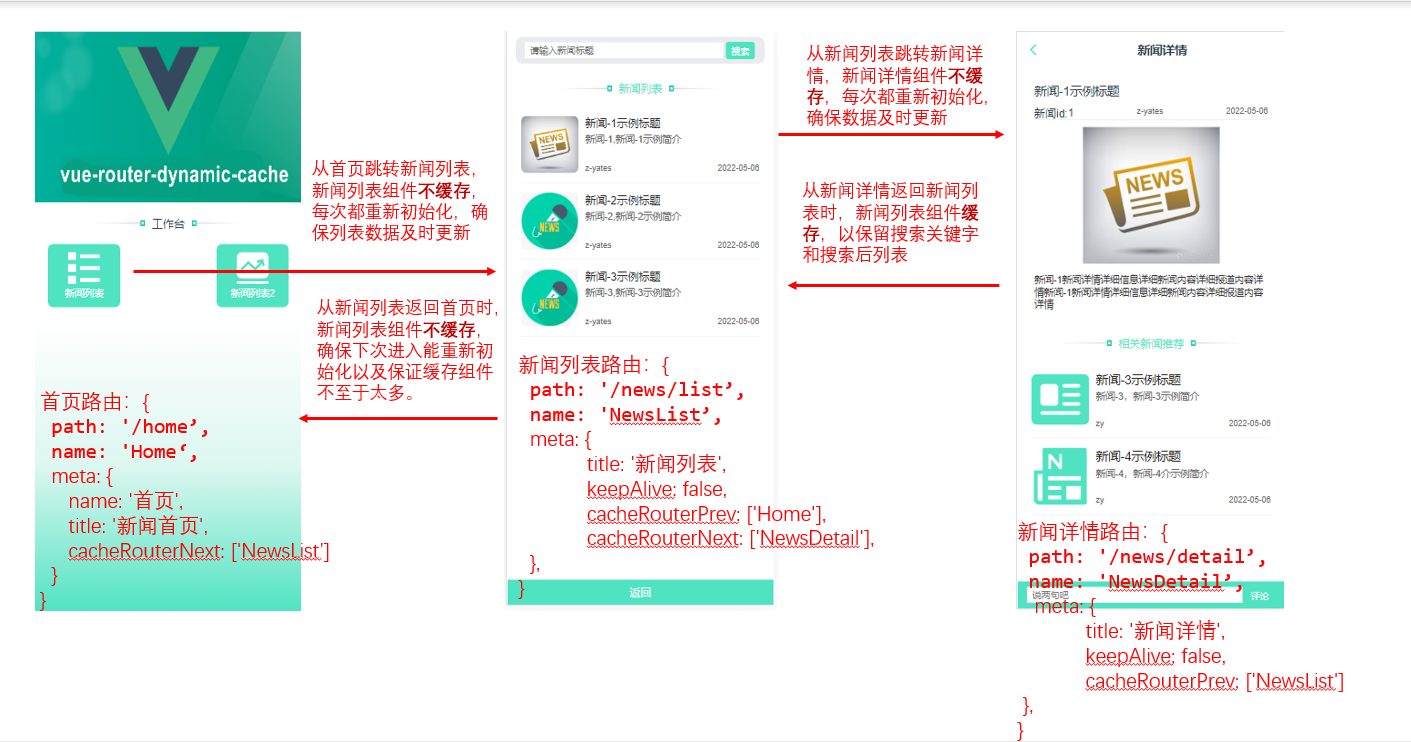 vue-router-dynamic-cache
工作台
新闻列表
新闻列表2
从首页跳转新闻列表，
新闻列表组件不缓存，
每次都重新初始化，确
保列表数据及时更新
从新闻列表返回首页时，
新闻列表组件不缓存，
确保下次进入能重新初
始化以及保证缓存组件
不至于太多。
首页路由：{
path: '/home’,
name: 'Home‘,
meta: {
name: '首页',
title: '新闻首页',
cacheRouterNext: ['NewsList']
}
}
请输入新闻标题
搜索
新闻列表
新闻-1示例标题
新闻-1,新闻-1示例简介
z-yates
2022-05-06
新闻-2示例标题
新闻-2,新闻-2示例简介
z-yates
2022-05-06
新闻-3示例标题
新闻-3,新闻-3示例简介
z-yates
2022-05-06
新闻列表路由：{
path: '/news/list’,
name: 'NewsList’,
meta: {
title: '新闻列表',
keepAlive: false,
cacheRouterPrev: ['Home'],
cacheRouterNext: ['NewsDetail'],
},
}
返回
从新闻列表跳转新闻详
情，新闻详情组件不缓
存，每次都重新初始化,
确保数据及时更新
从新闻详情返回新闻列
表时，新闻列表组件缓
存，以保留搜索关键字
和搜索后列表
新闻详情
新闻-1示例标题
新闻id:1
z-yates
2022-05-06
NEWS
新闻-1新闻详情详细信息详细新闻内容详细报道内容详
情新闻-1新闻详情详细信息详细新闻内容详细报道内容
详情
相关新闻推荐
新闻-3示例标题
新闻-3，新闻-3示例简介
zy
2022-05-06
新闻-4示例标题
新闻-4，新闻-4介示例简介
zy
2022-05-06
新闻详情路由：{
path: '/news/detail’,
name: 'NewsDetail’,
说两句吧
评论
meta: {
title: '新闻详情',
keepAlive: false,
cacheRouterPrev: ['NewsList']
},
}